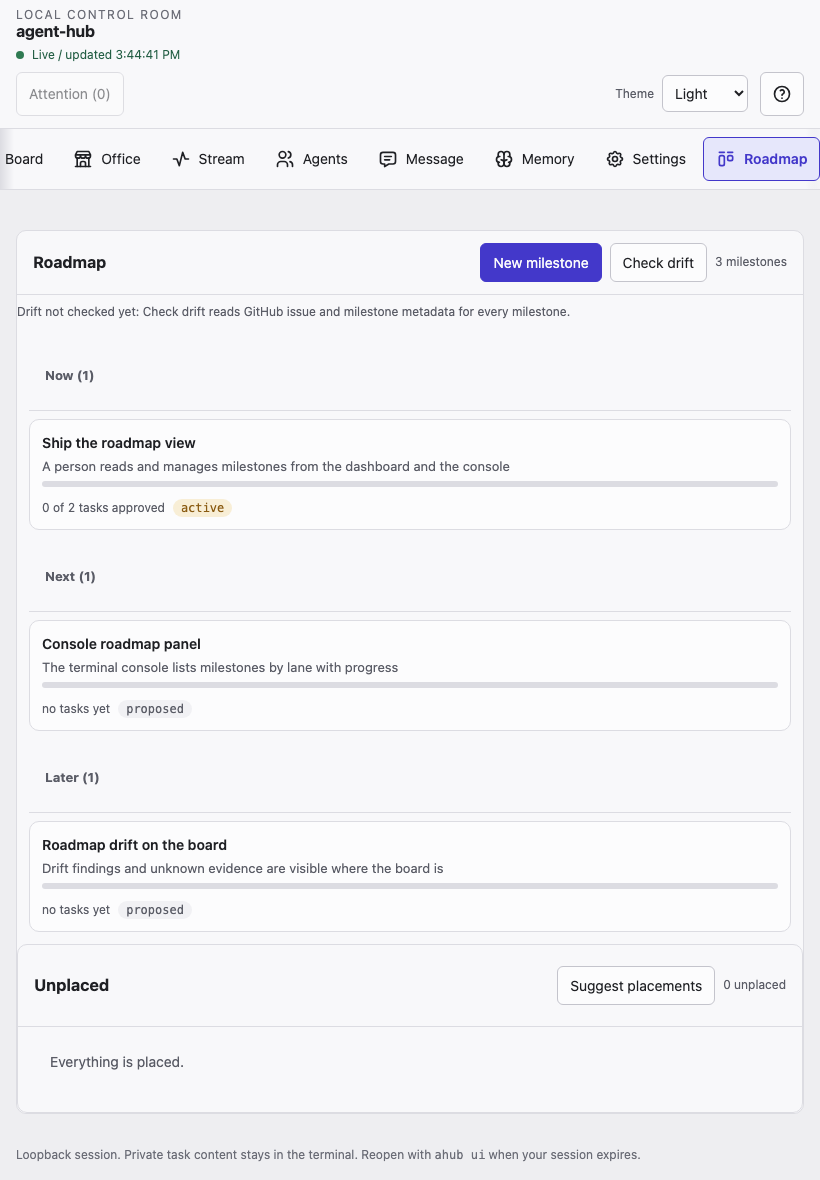 LOCAL CONTROL ROOM
agent-hub
Live / updated 3:44:41 PM
Attention (0)
Theme
Light
Board
Office
Stream
Agents
Message
Memory
Settings
Roadmap
Roadmap
New milestone
Check drift
3 milestones
Drift not checked yet: Check drift reads GitHub issue and milestone metadata for every milestone.
Now (1)
Ship the roadmap view
A person reads and manages milestones from the dashboard and the console
0 of 2 tasks approved active
Next (1)
Console roadmap panel
The terminal console lists milestones by lane with progress
no tasks yet proposed
Later (1)
Roadmap drift on the board
Drift findings and unknown evidence are visible where the board is
no tasks yet proposed
Unplaced
Suggest placements
0 unplaced
Everything is placed.
Loopback session. Private task content stays in the terminal. Reopen with ahub ui when your session expires.